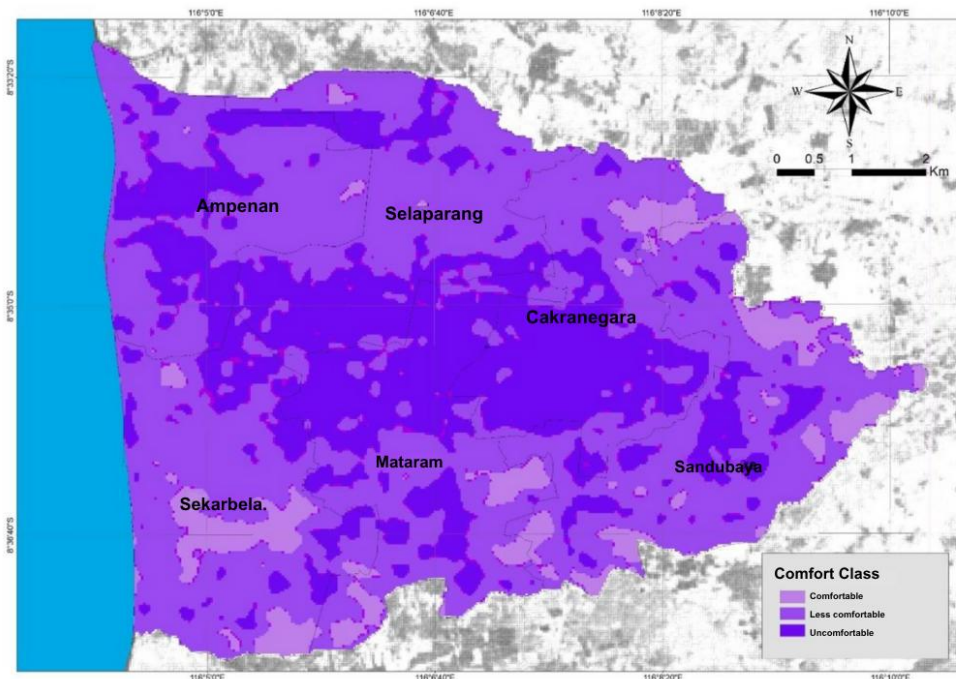 116°5'0"E 116°6'40"E 116°8'20"E 116°10'0"E
N
W E
S
0 0.5 1 2
Km
8°33'20"S
8°35'0"S
8°36'40"S
Ampenan
Selaparang
Cakranegara
Mataram
Sandubaya
Sekarbela.
Comfort Class
Comfortable
Less comfortable
Uncomfortable
116°5'0"E 116°6'40"E 116°8'20"E 116°10'0"E